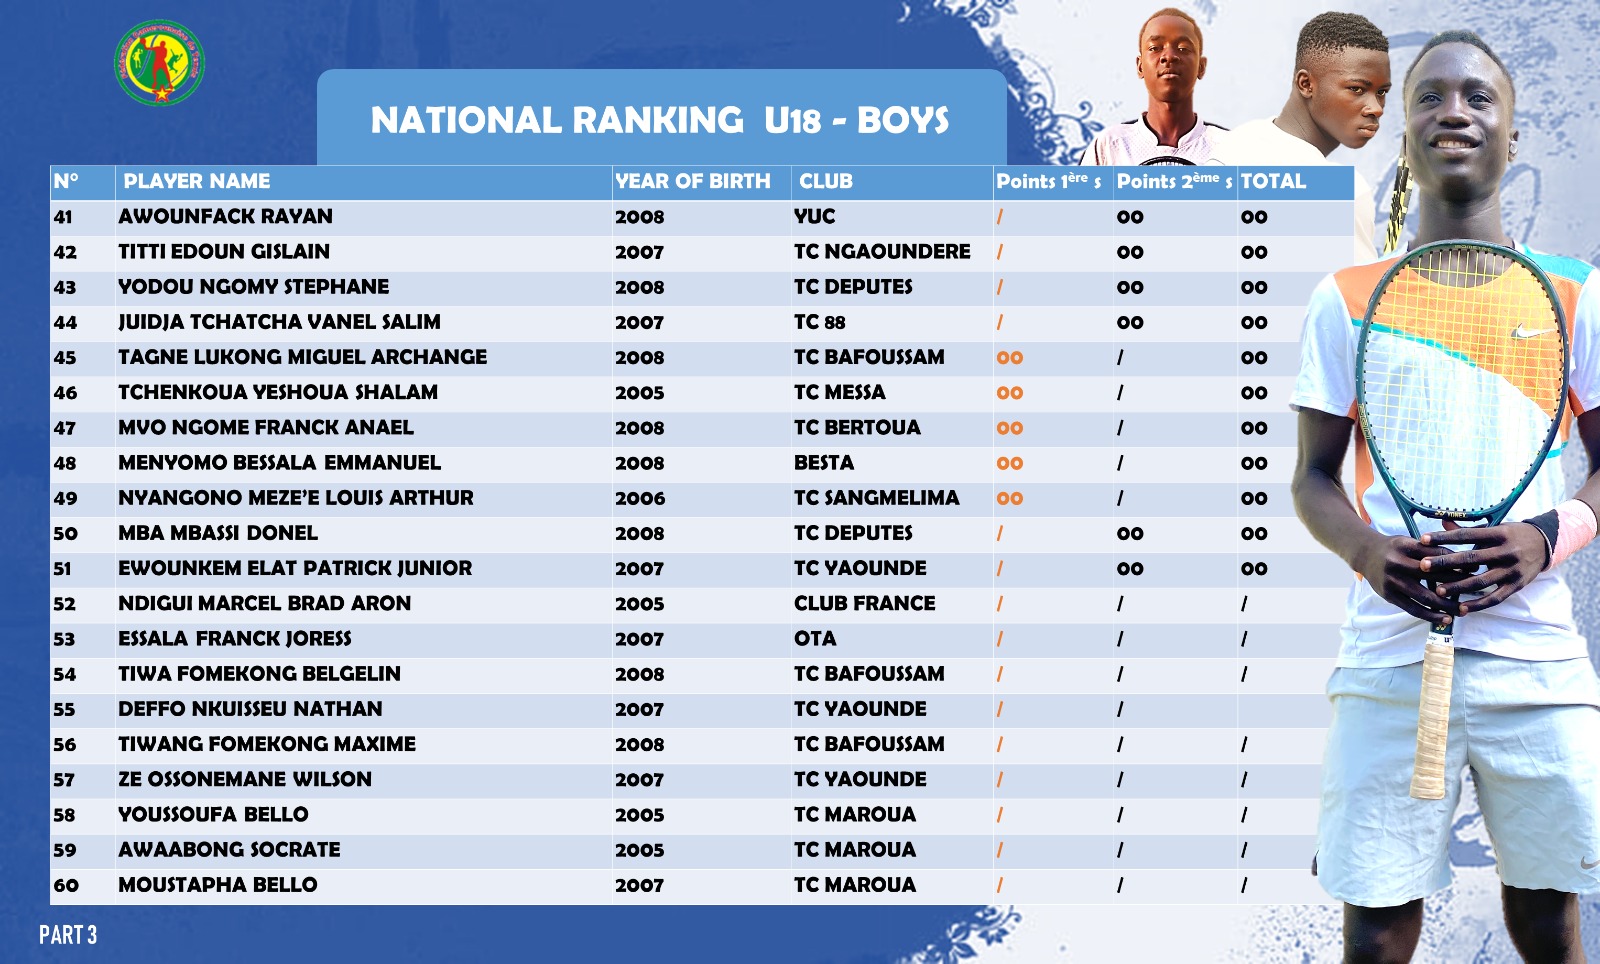 NATIONAL RANKING U18 - BOYS
N° PLAYER NAME YEAR OF BIRTH CLUB Points 1ère s Points 2ème s TOTAL
41 AWOUNFACK RAYAN 2008 YUC / 00 00
42 TITTI EDOUN GISLAIN 2007 TC NGAOUNDERE / 00 00
43 YODOU NGOMY STEPHANE 2008 TC DEPUTES / 00 00
44 JUIDJA TCHATCHA VANEL SALIM 2007 TC 88 / 00 00
45 TAGNE LUKONG MIGUEL ARCHANGE 2008 TC BAFOUSSAM 00 / 00
46 TCHENKOUA YESHOUA SHALAM 2005 TC MESSA 00 / 00
47 MVO NGOME FRANCK ANAEL 2008 TC BERTOUA 00 / 00
48 MENYOMO BESSALA EMMANUEL 2008 BESTA 00 / 00
49 NYANGONO MEZE’E LOUIS ARTHUR 2006 TC SANGMELIMA 00 / 00
50 MBA MBASSI DONEL 2008 TC DEPUTES / 00 00
51 EWOUNKEM ELAT PATRICK JUNIOR 2007 TC YAOUNDE / 00 00
52 NDIGUI MARCEL BRAD ARON 2005 CLUB FRANCE / / /
53 ESSALA FRANCK JORESS 2007 OTA / / /
54 TIWA FOMEKONG BELGELIN 2008 TC BAFOUSSAM / / /
55 DEFFO NKUISSEU NATHAN 2007 TC YAOUNDE / /
56 TIWANG FOMEKONG MAXIME 2008 TC BAFOUSSAM / / /
57 ZE OSSONEMANE WILSON 2007 TC YAOUNDE / / /
58 YOUSSOUFA BELLO 2005 TC MAROUA / / /
59 AWAABONG SOCRATE 2005 TC MAROUA / / /
60 MOUSTAPHA BELLO 2007 TC MAROUA / / /
PART 3
YONEX